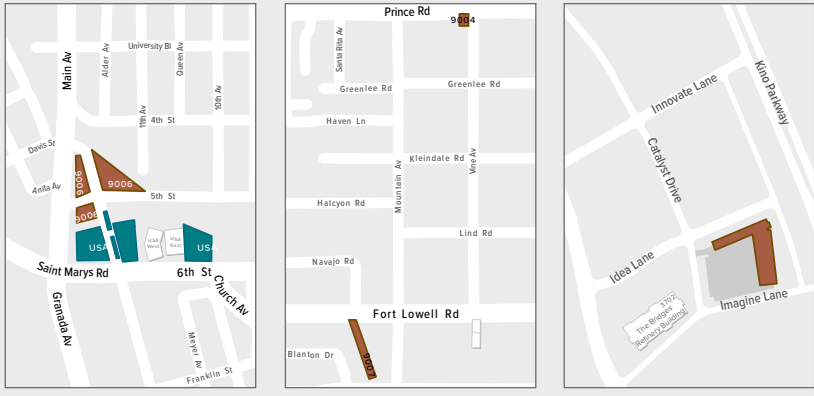 Main Av
Alder Av
University Bl
Queen Av
10th Av
11th Av
4th St
Davis St
Anita Av
9006
9006
9006
5th St
USA
USA
West
USA
East
USA
Saint Marys Rd
6th St
Church Av
Granada Av
Meyer Av
Franklin St
Prince Rd
9004
Santa Rita Av
Greenlee Rd
Greenlee Rd
Haven Ln
Kleindale Rd
Mountain Av
Vine Av
Halcyon Rd
Lind Rd
Navajo Rd
Fort Lowell Rd
Blanton Dr
9007
Innovate Lane
Kino Parkway
Catalyst Drive
Idea Lane
Imagine Lane
3702
The Bridges
Refinery Building